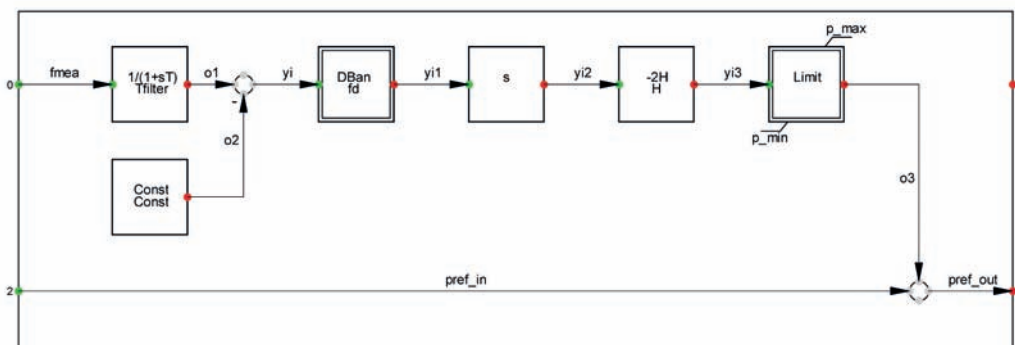 p_max
fmea
1/(1+sT)
Tfilter
o1
yi
DBan
fd
yi1
s
yi2
-2H
H
yi3
Limit
0
-
p_min
o2
Const
Const
o3
pref_in
pref_out
2